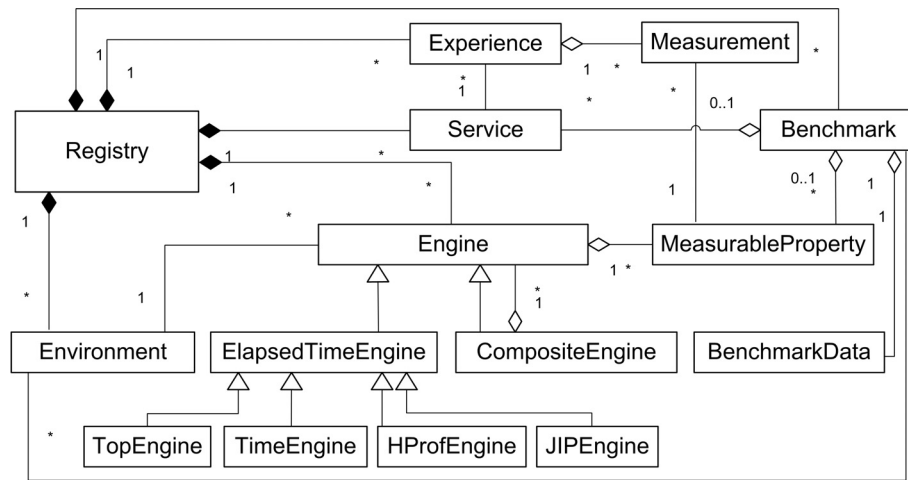 Experience
Measurement
1
1
*
*
1
*
*
1
*
0..1
*
Registry
Service
Benchmark
1
1
*
*
0..1
*
1
1
1
*
Engine
MeasurableProperty
1
1 *
*
1
*
1
Environment
ElapsedTimeEngine
CompositeEngine
BenchmarkData
*
TopEngine
TimeEngine
HProfEngine
JIPEngine